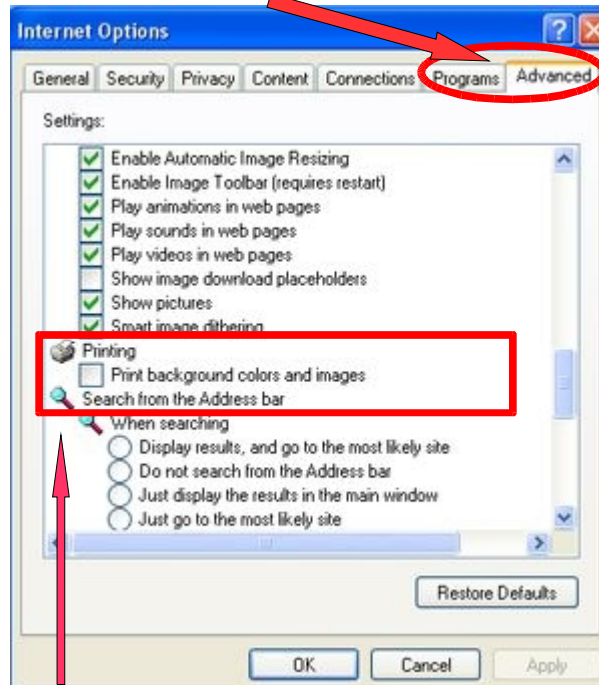 Internet Options
General Security Privacy Content Connections Programs Advanced
Settings:
Enable Automatic Image Resizing
Enable Image Toolbar (requires restart)
Play animations in web pages
Play sounds in web pages
Play videos in web pages
Show image download placeholders
Show pictures
Smart image dithering
Printing
Print background colors and images
Search from the Address bar
When searching
Display results, and go to the most likely site
Do not search from the Address bar
Just display the results in the main window
Just go to the most likely site
Restore Defaults
OK Cancel Apply